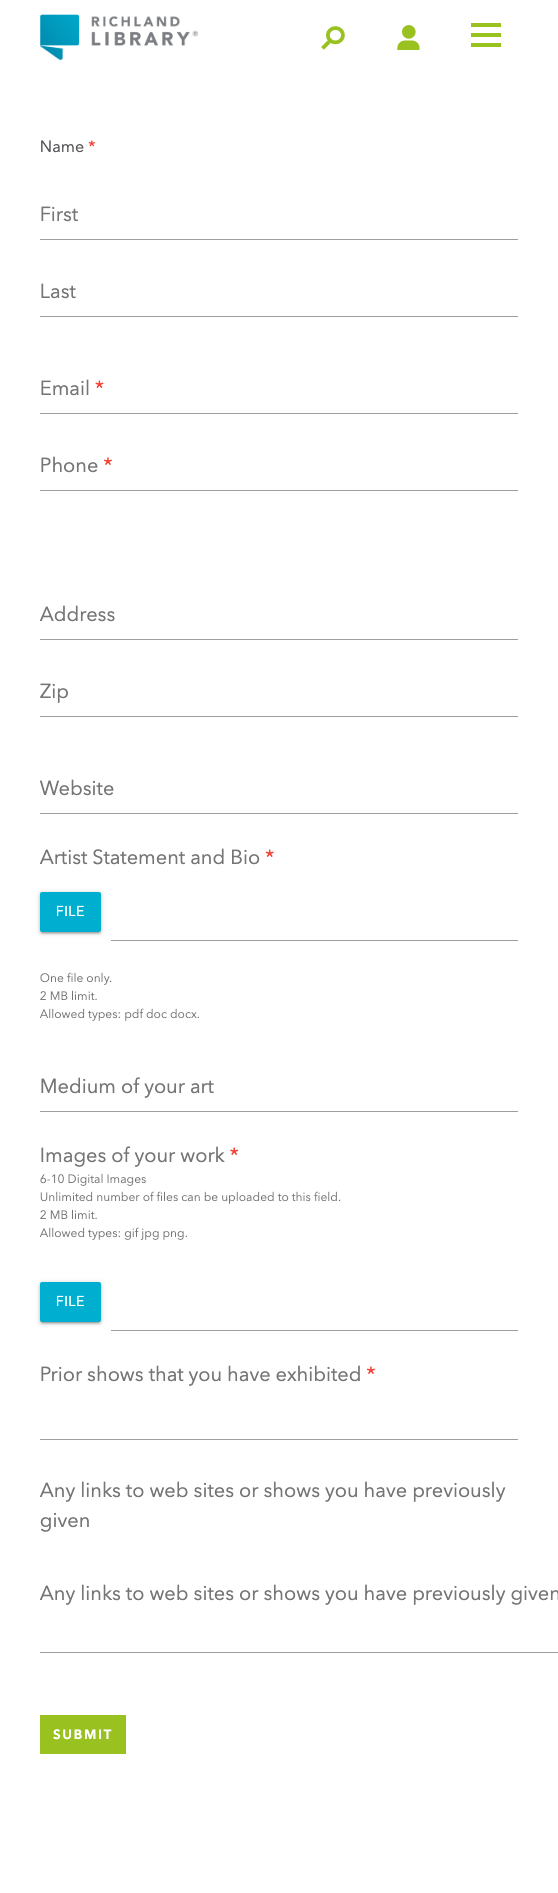 RICHLAND
LIBRARY®
Name *
First
Last
Email *
Phone *
Address
Zip
Website
Artist Statement and Bio *
FILE
One file only.
2 MB limit.
Allowed types: pdf doc docx.
Medium of your art
Images of your work *
6-10 Digital Images
Unlimited number of files can be uploaded to this field.
2 MB limit.
Allowed types: gif jpg png.
FILE
Prior shows that you have exhibited *
Any links to web sites or shows you have previously
given
Any links to web sites or shows you have previously given
SUBMIT